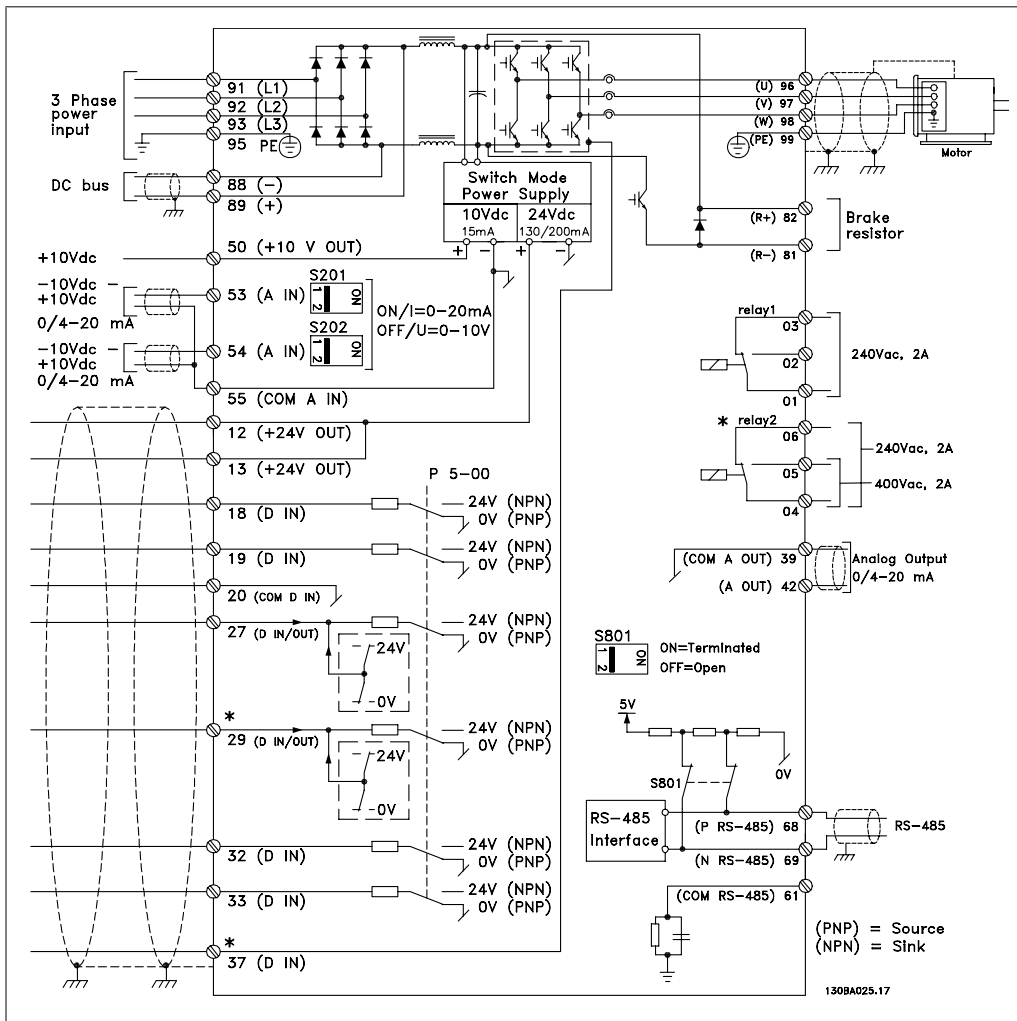 3 Phase
power
input
91 (L1)
92 (L2)
93 (L3)
95 PE
DC bus
88 (-)
89 (+)
Switch Mode
Power Supply
10Vdc
15mA
24Vdc
130/200mA
+ - + -
+10Vdc
50 (+10 V OUT)
-10Vdc -
+10Vdc
0/4-20 mA
53 (A IN)
S201
1 2
ON
S202
1 2
ON
ON/I=0-20mA
OFF/U=0-10V
-10Vdc -
+10Vdc
0/4-20 mA
54 (A IN)
55 (COM A IN)
12 (+24V OUT)
13 (+24V OUT)
P 5-00
18 (D IN)
24V (NPN)
0V (PNP)
19 (D IN)
24V (NPN)
0V (PNP)
20 (COM D IN)
27 (D IN/OUT)
24V (NPN)
0V (PNP)
24V
0V
*
29 (D IN/OUT)
24V (NPN)
0V (PNP)
24V
0V
32 (D IN)
24V (NPN)
0V (PNP)
33 (D IN)
24V (NPN)
0V (PNP)
*
37 (D IN)
(U) 96
(V) 97
(W) 98
(PE) 99
Motor
(R+) 82
(R-) 81
Brake
resistor
relay1
03
02
01
240Vac, 2A
* relay2
06
05
04
240Vac, 2A
400Vac, 2A
(COM A OUT) 39
(A OUT) 42
Analog Output
0/4-20 mA
S801
1 2
ON
ON=Terminated
OFF=Open
5V
0V
S801
RS-485
Interface
(P RS-485) 68
(N RS-485) 69
RS-485
(COM RS-485) 61
(PNP) = Source
(NPN) = Sink
130BA025.17